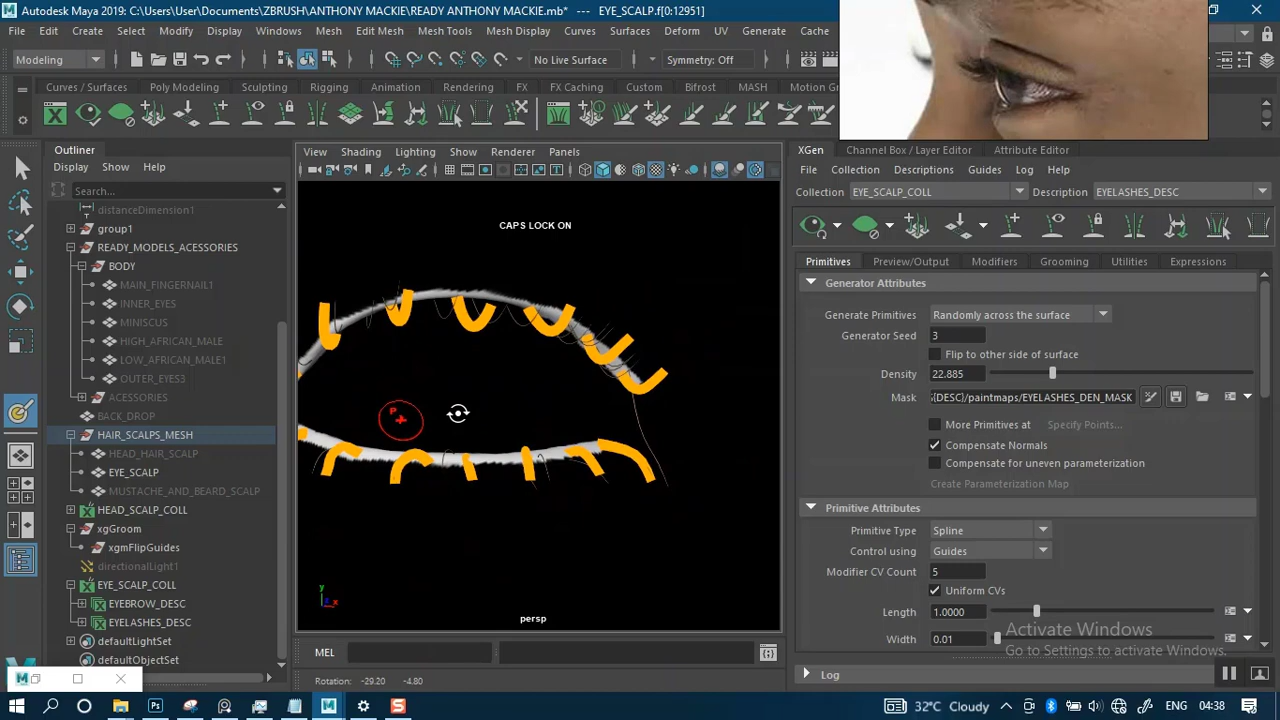 Autodesk Maya 2019: C:\Users\User\Documents\ZBRUSH\ANTHONY MACKIE\READY ANTHONY MACKIE.mb* --- EYE_SCALP.f[0:12951]
File Edit Create Select Modify Display Windows Mesh Edit Mesh Mesh Tools Mesh Display Curves Surfaces Deform UV Generate Cache
Modeling No Live Surface Symmetry: Off
Curves / Surfaces Poly Modeling Sculpting Rigging Animation Rendering FX FX Caching Custom Bifrost MASH Motion Gr
Outliner
Display Show Help
Search...
distanceDimension1
group1
READY_MODELS_ACESSORIES
BODY
MAIN_FINGERNAIL1
INNER_EYES
MINISCUS
HIGH_AFRICAN_MALE
LOW_AFRICAN_MALE1
OUTER_EYES3
ACESSORIES
BACK_DROP
HAIR_SCALPS_MESH
HEAD_HAIR_SCALP
EYE_SCALP
MUSTACHE_AND_BEARD_SCALP
HEAD_SCALP_COLL
xgGroom
xgmFlipGuides
directionalLight1
EYE_SCALP_COLL
EYEBROW_DESC
EYELASHES_DESC
defaultLightSet
defaultObjectSet
View Shading Lighting Show Renderer Panels
CAPS LOCK ON
P
y
x
persp
MEL
Rotation: -29.20 -4.80
XGen Channel Box / Layer Editor Attribute Editor
File Collection Descriptions Guides Log Help
Collection EYE_SCALP_COLL Description EYELASHES_DESC
Primitives Preview/Output Modifiers Grooming Utilities Expressions
Generator Attributes
Generate Primitives Randomly across the surface
Generator Seed 3
Flip to other side of surface
Density 22.885
Mask {DESC}/paintmaps/EYELASHES_DEN_MASK
More Primitives at Specify Points...
Compensate Normals
Compensate for uneven parameterization
Create Parameterization Map
Primitive Attributes
Primitive Type Spline
Control using Guides
Modifier CV Count 5
Uniform CVs
Length 1.0000
Width 0.01
Activate Windows
Go to Settings to activate Windows.
Log
32°C Cloudy ENG 04:38